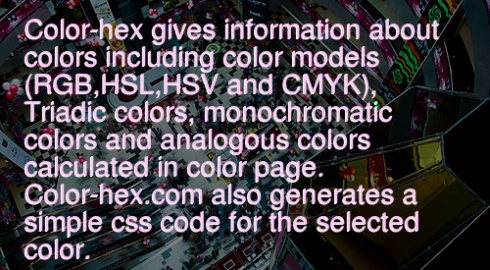 Color-hex gives information about
colors including color models
(RGB,HSL,HSV and CMYK),
Triadic colors, monochromatic
colors and analogous colors
calculated in color page.
Color-hex.com also generates a
simple css code for the selected
color.